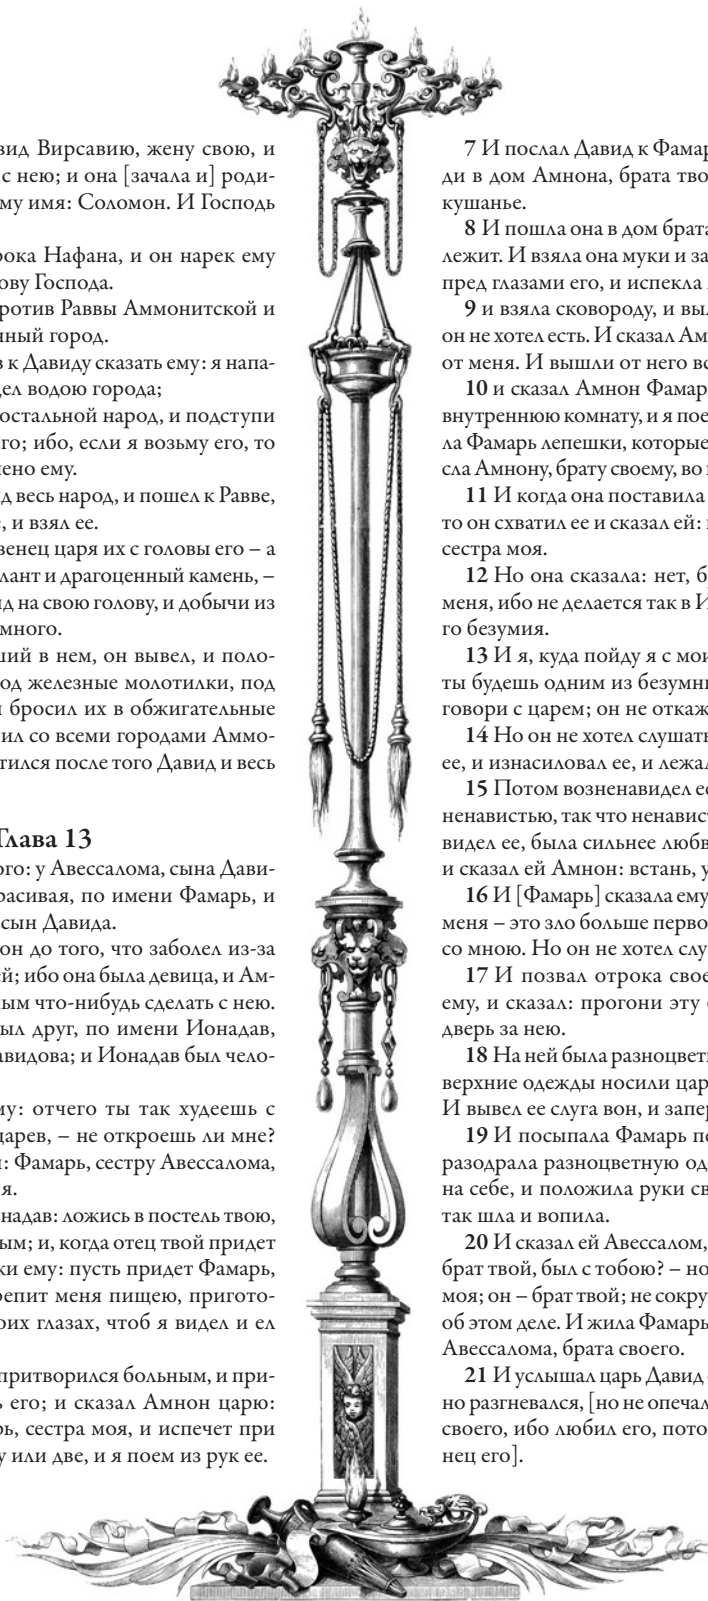 вид Вирсавию, жену свою, и
с нею; и она [зачала и] роди-
му имя: Соломон. И Господь
рока Нафана, и он нарек ему
ову Господа.
против Раввы Аммонитской и
нный город.
в к Давиду сказать ему: я напа-
дел водою города;
остальной народ, и подступи
его; ибо, если я возьму его, то
чено ему.
д весь народ, и пошел к Равве,
, и взял ее.
венец царя их с головы его – а
лант и драгоценный камень, –
ид на свою голову, и добычи из
много.
ший в нем, он вывел, и поло-
од железные молотилки, под
и бросил их в обжигательные
пил со всеми городами Аммо-
тился после того Давид и весь
Глава 13
ого: у Авессалома, сына Дави-
расивая, по имени Фамарь, и
сын Давида.
он до того, что заболел из-за
ей; ибо она была девица, и Ам-
ным что-нибудь сделать с нею.
ыл друг, по имени Ионадав,
авидова; и Ионадав был чело-
му: отчего ты так худеешь с
царев, – не откроешь ли мне?
н: Фамарь, сестру Авессалома,
я.
онадав: ложись в постель твою,
ным; и, когда отец твой придет
жи ему: пусть придет Фамарь,
репит меня пищею, пригото-
оих глазах, чтоб я видел и ел
притворился больным, и при-
ь его; и сказал Амнон царю:
рь, сестра моя, и испечет при
у или две, и я поем из рук ее.
7 И послал Давид к Фамар
ди в дом Амнона, брата тво
кушанье.
8 И пошла она в дом брата
лежит. И взяла она муки и за
пред глазами его, и испекла
9 и взяла сковороду, и выл
он не хотел есть. И сказал Ам
от меня. И вышли от него вс
10 и сказал Амнон Фамар
внутреннюю комнату, и я пое
ла Фамарь лепешки, которые
сла Амнону, брату своему, во
11 И когда она поставила
то он схватил ее и сказал ей:
сестра моя.
12 Но она сказала: нет, б
меня, ибо не делается так в И
го безумия.
13 И я, куда пойду я с мои
ты будешь одним из безумн
говори с царем; он не откаж
14 Но он не хотел слушать
ее, и изнасиловал ее, и лежал
15 Потом возненавидел ее
ненавистью, так что ненавист
видел ее, была сильнее любв
и сказал ей Амнон: встань, у
16 И [Фамарь] сказала ему
меня – это зло больше перво
со мною. Но он не хотел слу
17 И позвал отрока свое
ему, и сказал: прогони эту
дверь за нею.
18 На ней была разноцветн
верхние одежды носили цар
И вывел ее слуга вон, и запер
19 И посыпала Фамарь пе
разодрала разноцветную од
на себе, и положила руки св
так шла и вопила.
20 И сказал ей Авессалом,
брат твой, был с тобою? – но
моя; он – брат твой; не сокру
об этом деле. И жила Фамарь
Авессалома, брата своего.
21 И услышал царь Давид
но разгневался, [но не опечал
своего, ибо любил его, пото
нец его].